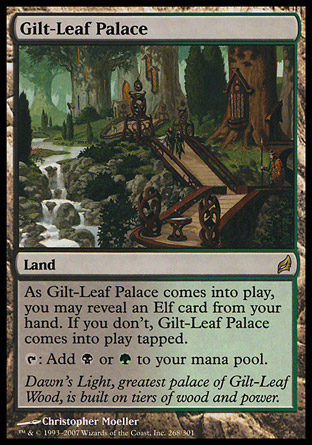 Gilt-Leaf Palace
Land
As Gilt-Leaf Palace comes into play,
you may reveal an Elf card from your
hand. If you don't, Gilt-Leaf Palace
comes into play tapped.
: Add or to your mana pool.
Dawn's Light, greatest palace of Gilt-Leaf
Wood, is built on tiers of wood and power.
Christopher Moeller
™ & © 1993–2007 Wizards of the Coast, Inc. 268/301